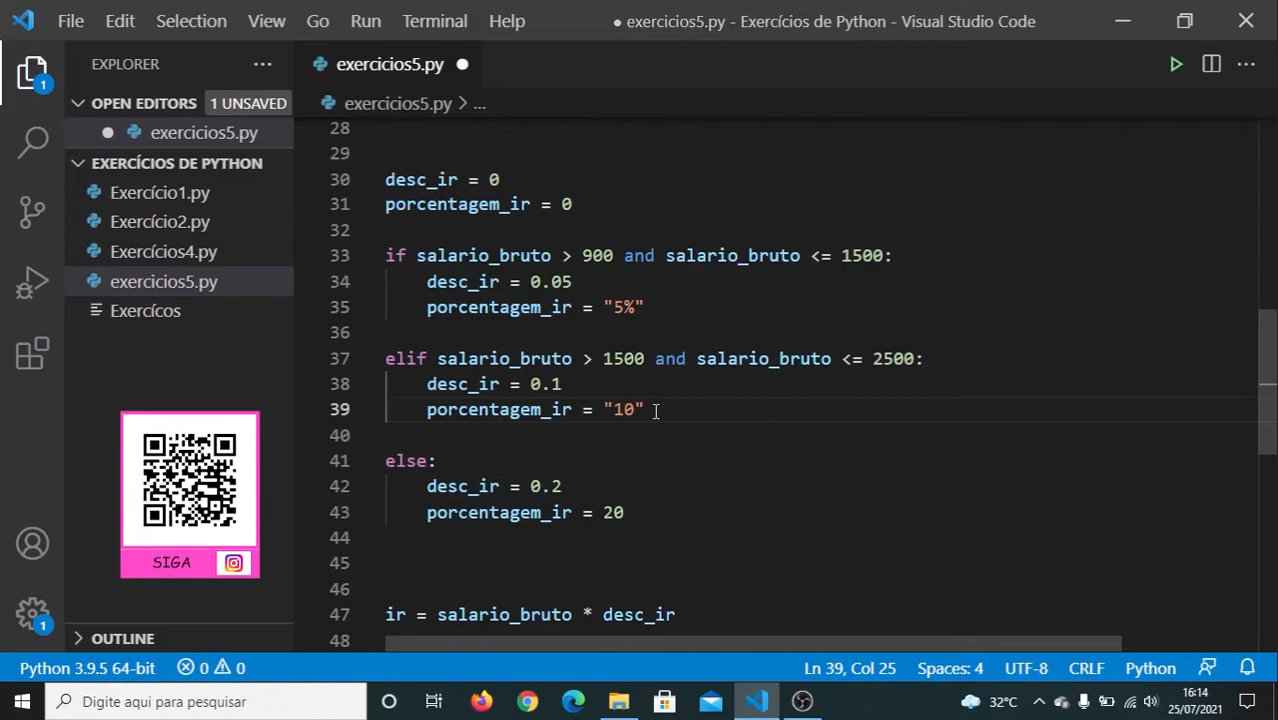 File Edit Selection View Go Run Terminal Help ● exercicios5.py - Exercícios de Python - Visual Studio Code
EXPLORER
exercicios5.py
OPEN EDITORS 1 UNSAVED
exercicios5.py > ...
exercicios5.py
EXERCÍCIOS DE PYTHON
Exercício1.py
Exercício2.py
Exercícios4.py
exercicios5.py
Exercícos
1
28
29
30 desc_ir = 0
31 porcentagem_ir = 0
32
33 if salario_bruto > 900 and salario_bruto <= 1500:
34 desc_ir = 0.05
35 porcentagem_ir = "5%"
36
37 elif salario_bruto > 1500 and salario_bruto <= 2500:
38 desc_ir = 0.1
39 porcentagem_ir = "10"
40
41 else:
42 desc_ir = 0.2
43 porcentagem_ir = 20
44
45
46
47 ir = salario_bruto * desc_ir
48
SIGA
1
OUTLINE
Python 3.9.5 64-bit 0 0 Ln 39, Col 25 Spaces: 4 UTF-8 CRLF Python
Digite aqui para pesquisar
32°C
16:14
25/07/2021